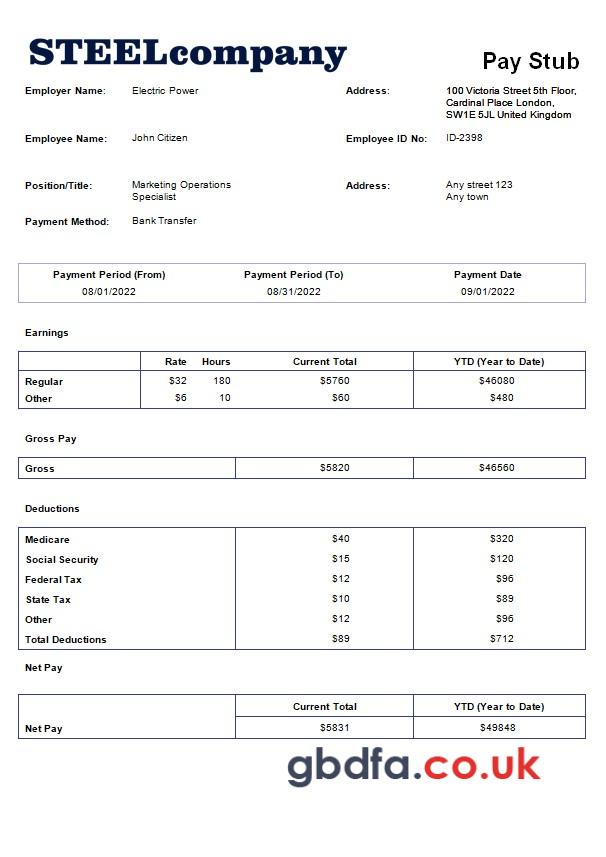 STEELcompany
Pay Stub
Employer Name: Electric Power Address: 100 Victoria Street 5th Floor,
Cardinal Place London,
SW1E 5JL United Kingdom
Employee Name: John Citizen Employee ID No: ID-2398
Position/Title: Marketing Operations Address: Any street 123
Specialist Any town
Payment Method: Bank Transfer
Payment Period (From) Payment Period (To) Payment Date
08/01/2022 08/31/2022 09/01/2022
Earnings
Rate Hours Current Total YTD (Year to Date)
Regular $32 180 $5760 $46080
Other $6 10 $60 $480
Gross Pay
Gross $5820 $46560
Deductions
Medicare $40 $320
Social Security $15 $120
Federal Tax $12 $96
State Tax $10 $89
Other $12 $96
Total Deductions $89 $712
Net Pay
Current Total YTD (Year to Date)
Net Pay $5831 $49848
gbdfa.co.uk